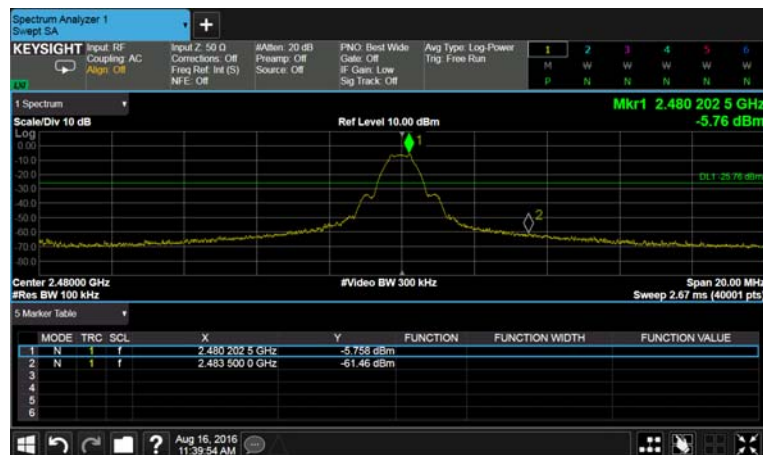 Spectrum Analyzer 1
Swept SA
+
KEYSIGHT Input: RF Input Z: 50 Ω #Atten: 20 dB PNO: Best Wide Avg Type: Log-Power 1 2 3 4 5 6
Coupling: AC Corrections: Off Preamp: Off Gate: Off Trig: Free Run M W W W W W
Align: Off Freq Ref: Int (S) Source: Off IF Gain: Low P N N N N N
LXI NFE: Off Sig Track: Off
1 Spectrum
Mkr1 2.480 202 5 GHz
Scale/Div 10 dB Ref Level 10.00 dBm -5.76 dBm
Log
0.00
1
-10.0
-20.0
DL1 -25.76 dBm
-30.0
-40.0
-50.0
2
-60.0
-70.0
-80.0
Center 2.48000 GHz #Video BW 300 kHz Span 20.00 MHz
#Res BW 100 kHz Sweep 2.67 ms (40001 pts)
5 Marker Table
MODE TRC SCL X Y FUNCTION FUNCTION WIDTH FUNCTION VALUE
1 N 1 f 2.480 202 5 GHz -5.758 dBm
2 N 1 f 2.483 500 0 GHz -61.46 dBm
3
4
5
6
? Aug 16, 2016
11:39:54 AM